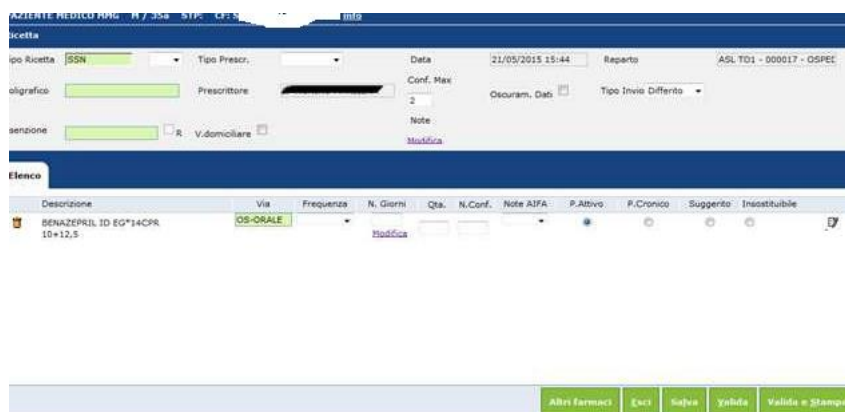 AZIENTE MEDICO MMG M / 35a STP: CF: S info
icetta
ipo Ricetta SSN Tipo Prescr. Data 21/05/2015 15:44 Reparto ASL TO1 - 000017 - OSPED
oligrafico Prescrittore Conf. Max 2 Oscuram. Dati Tipo Invio Differito
senzione R V.domiciliare Note Modifica
Elenco
Descrizione Via Frequenza N. Giorni Qta. N.Conf. Note AIFA P.Attivo P.Cronico Suggerito Insostituibile
BENAZEPRIL ID EG*14CPR OS-ORALE
10+12,5 Modifica
Altri farmaci Esci Salva Valida Valida e Stampa